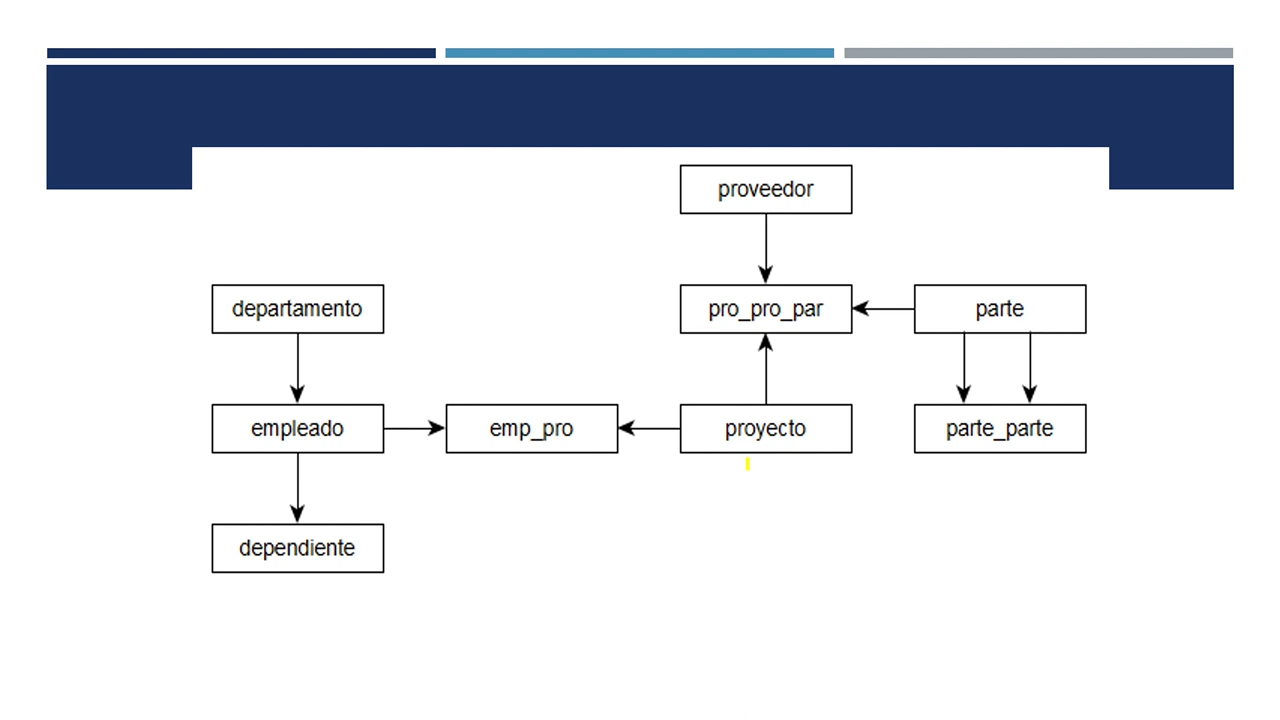 proveedor
departamento
pro_pro_par
parte
empleado
emp_pro
proyecto
parte_parte
dependiente